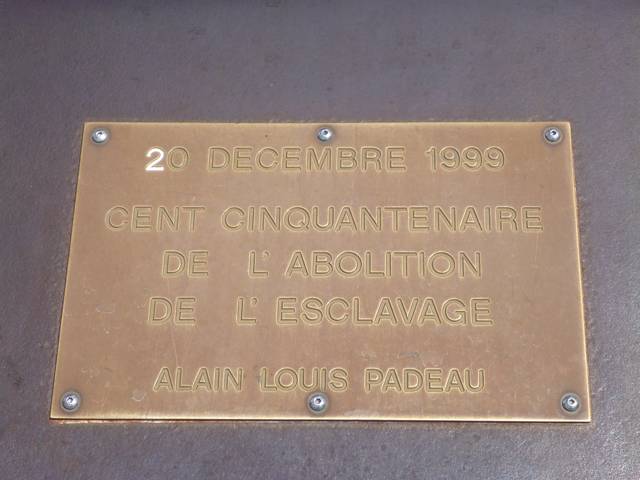 20 DECEMBRE 1999
CENT CINQUANTENAIRE
DE L' ABOLITION
DE L' ESCLAVAGE
ALAIN LOUIS PADEAU